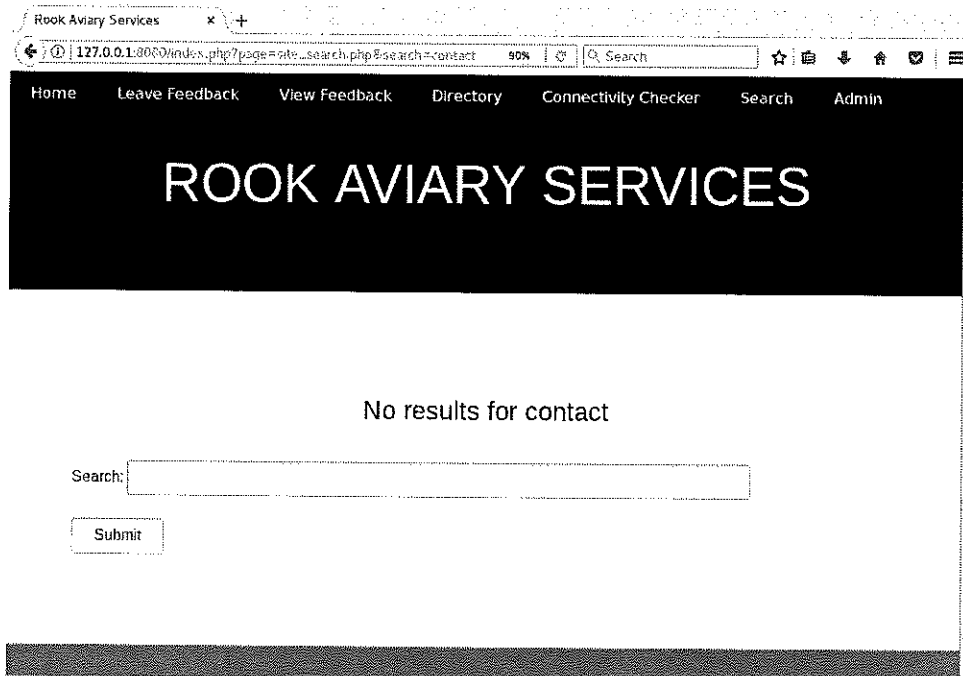 Rook Aviary Services × +
127.0.0.1:8080/index.php?page=site_search.php&search=contact 90% Search
Home Leave Feedback View Feedback Directory Connectivity Checker Search Admin
ROOK AVIARY SERVICES
No results for contact
Search:
Submit